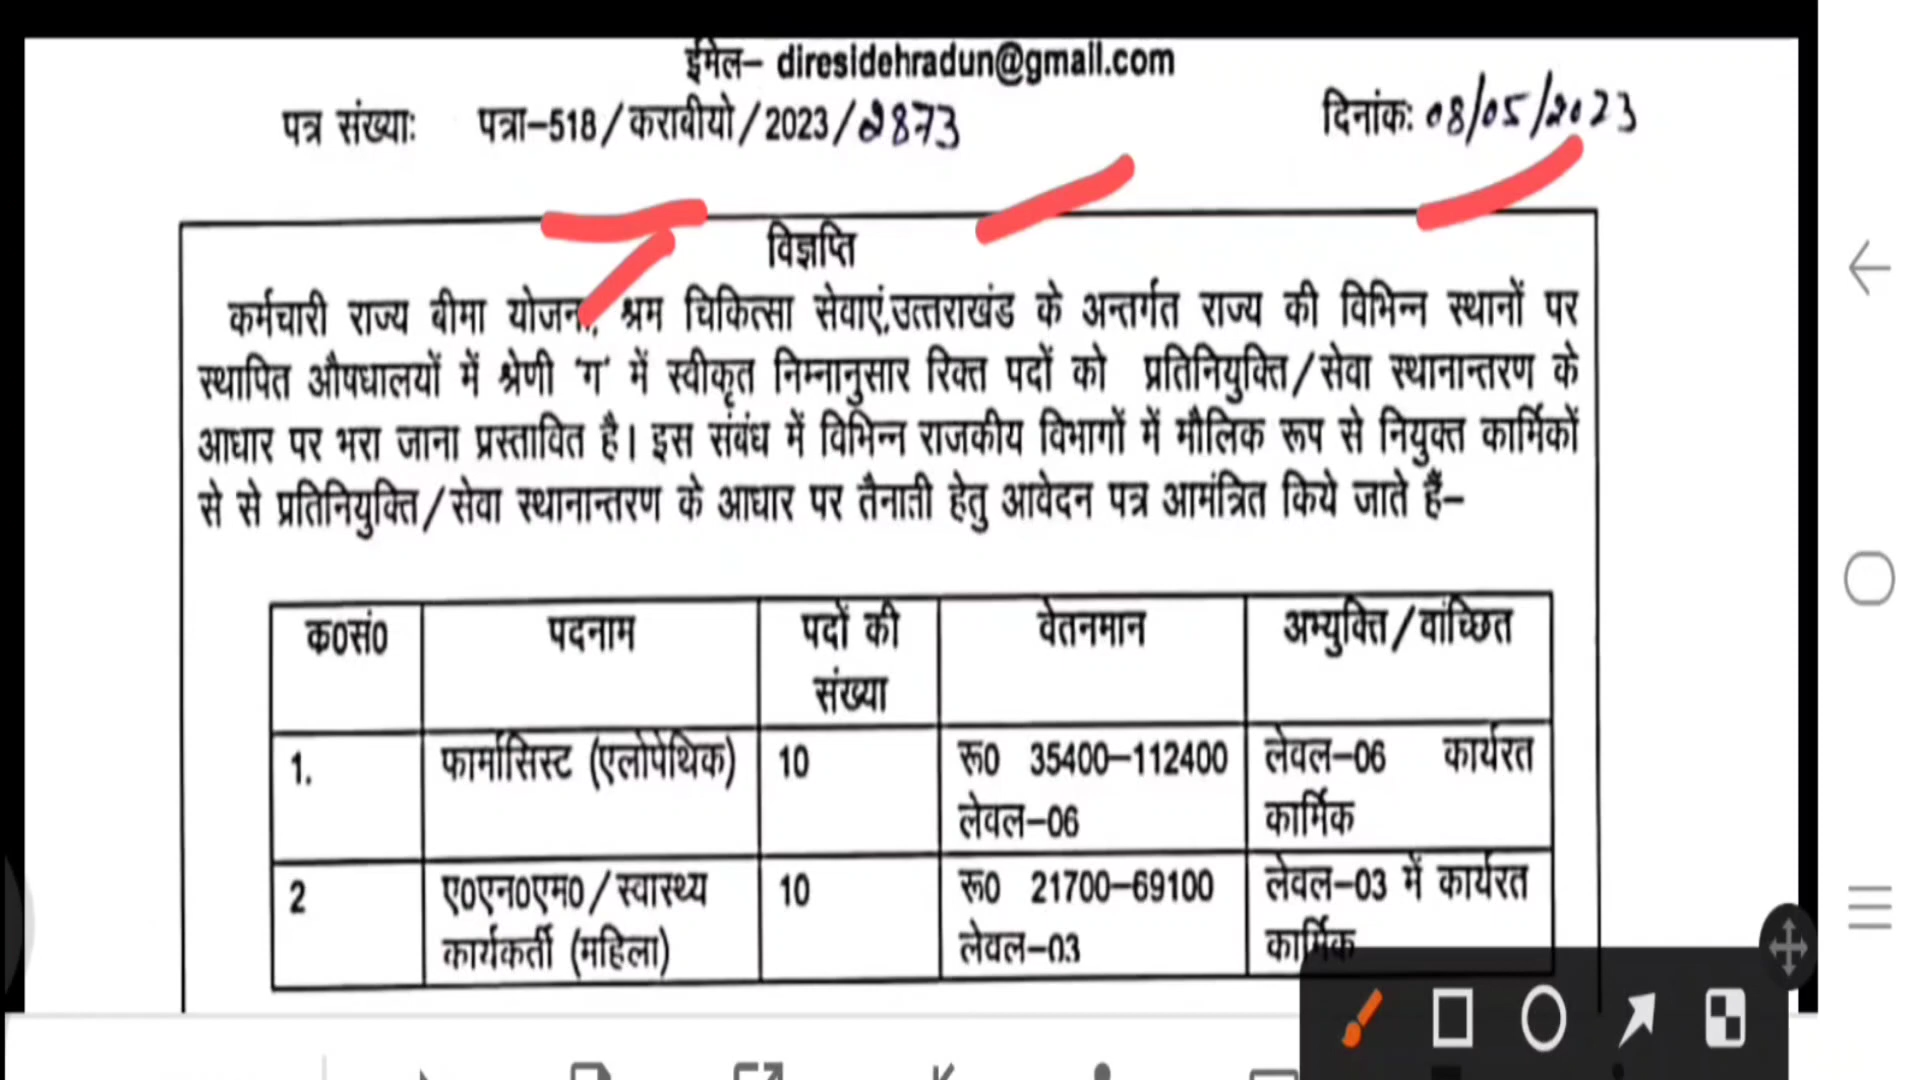 ईमेल– diresidehradun@gmail.com
पत्र संख्याः पत्रा–518/कराबीयो/2023/2873 दिनांकः 08/05/2023
विज्ञप्ति
कर्मचारी राज्य बीमा योजना, श्रम चिकित्सा सेवाएं,उत्तराखंड के अन्तर्गत राज्य की विभिन्न स्थानों पर
स्थापित औषधालयों में श्रेणी 'ग' में स्वीकृत निम्नानुसार रिक्त पदों को प्रतिनियुक्ति/सेवा स्थानान्तरण के
आधार पर भरा जाना प्रस्तावित है। इस संबंध में विभिन्न राजकीय विभागों में मौलिक रूप से नियुक्त कार्मिकों
से से प्रतिनियुक्ति/सेवा स्थानान्तरण के आधार पर तैनाती हेतु आवेदन पत्र आमंत्रित किये जाते हैं–
क0सं0 पदनाम पदों की वेतनमान अभ्युक्ति/वांच्छित
संख्या
1. फार्मासिस्ट (एलोपेथिक) 10 रू0 35400–112400 लेवल–06 कार्यरत
लेवल–06 कार्मिक
2 ए0एन0एम0/स्वास्थ्य 10 रू0 21700–69100 लेवल–03 में कार्यरत
कार्यकर्ती (महिला) लेवल–03 कार्मिक